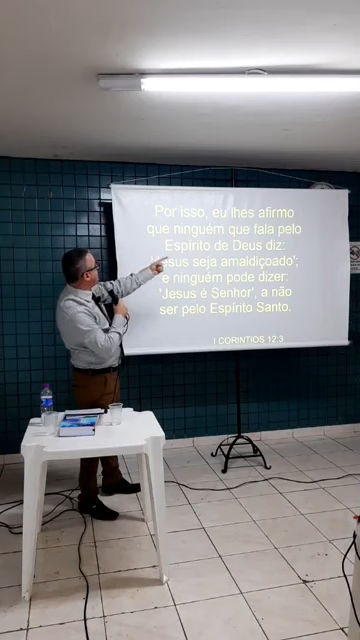 Por isso, eu lhes afirmo
que ninguém que fala pelo
Espírito de Deus diz:
seja amaldiçoado';
e ninguém pode dizer:
'Jesus é Senhor', a não
ser pelo Espírito Santo.
I CORINTIOS 12:3